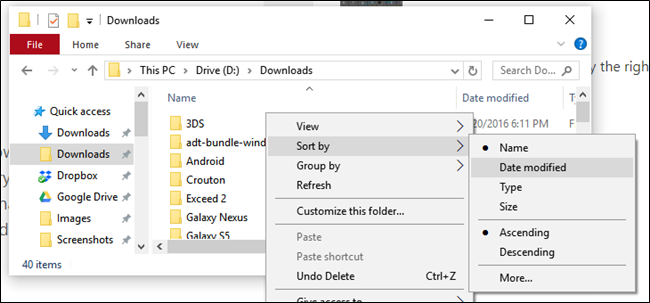 Downloads
File Home Share View
This PC Drive (D:) Downloads Search Do...
y the right
Name Date modified
Quick access
Downloads
Downloads
Dropbox
Google Drive
Images
Screenshots
3DS
adt-bundle-wind
Android
Crouton
Exceed 2
Galaxy Nexus
Galaxy S5
20/2016 6:11 PM F
View
Sort by
Group by
Refresh
Customize this folder...
Paste
Paste shortcut
Undo Delete Ctrl+Z
Give access to
Name
Date modified
Type
Size
Ascending
Descending
More...
40 items